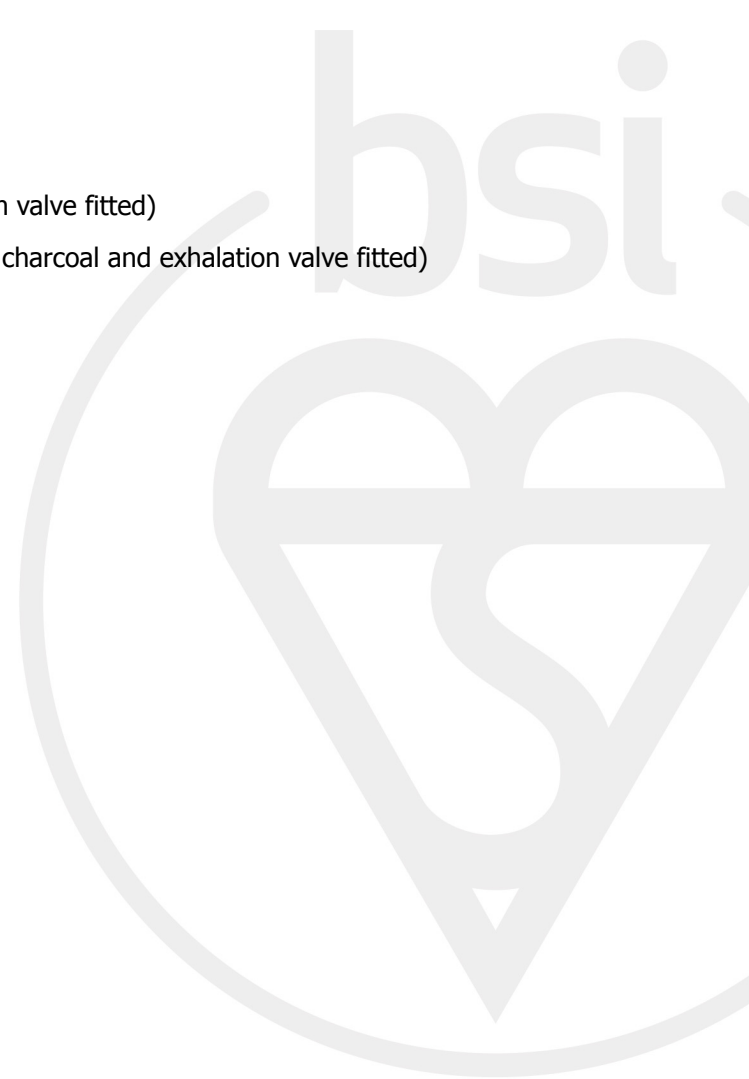 bsi
valve fitted)
charcoal and exhalation valve fitted)